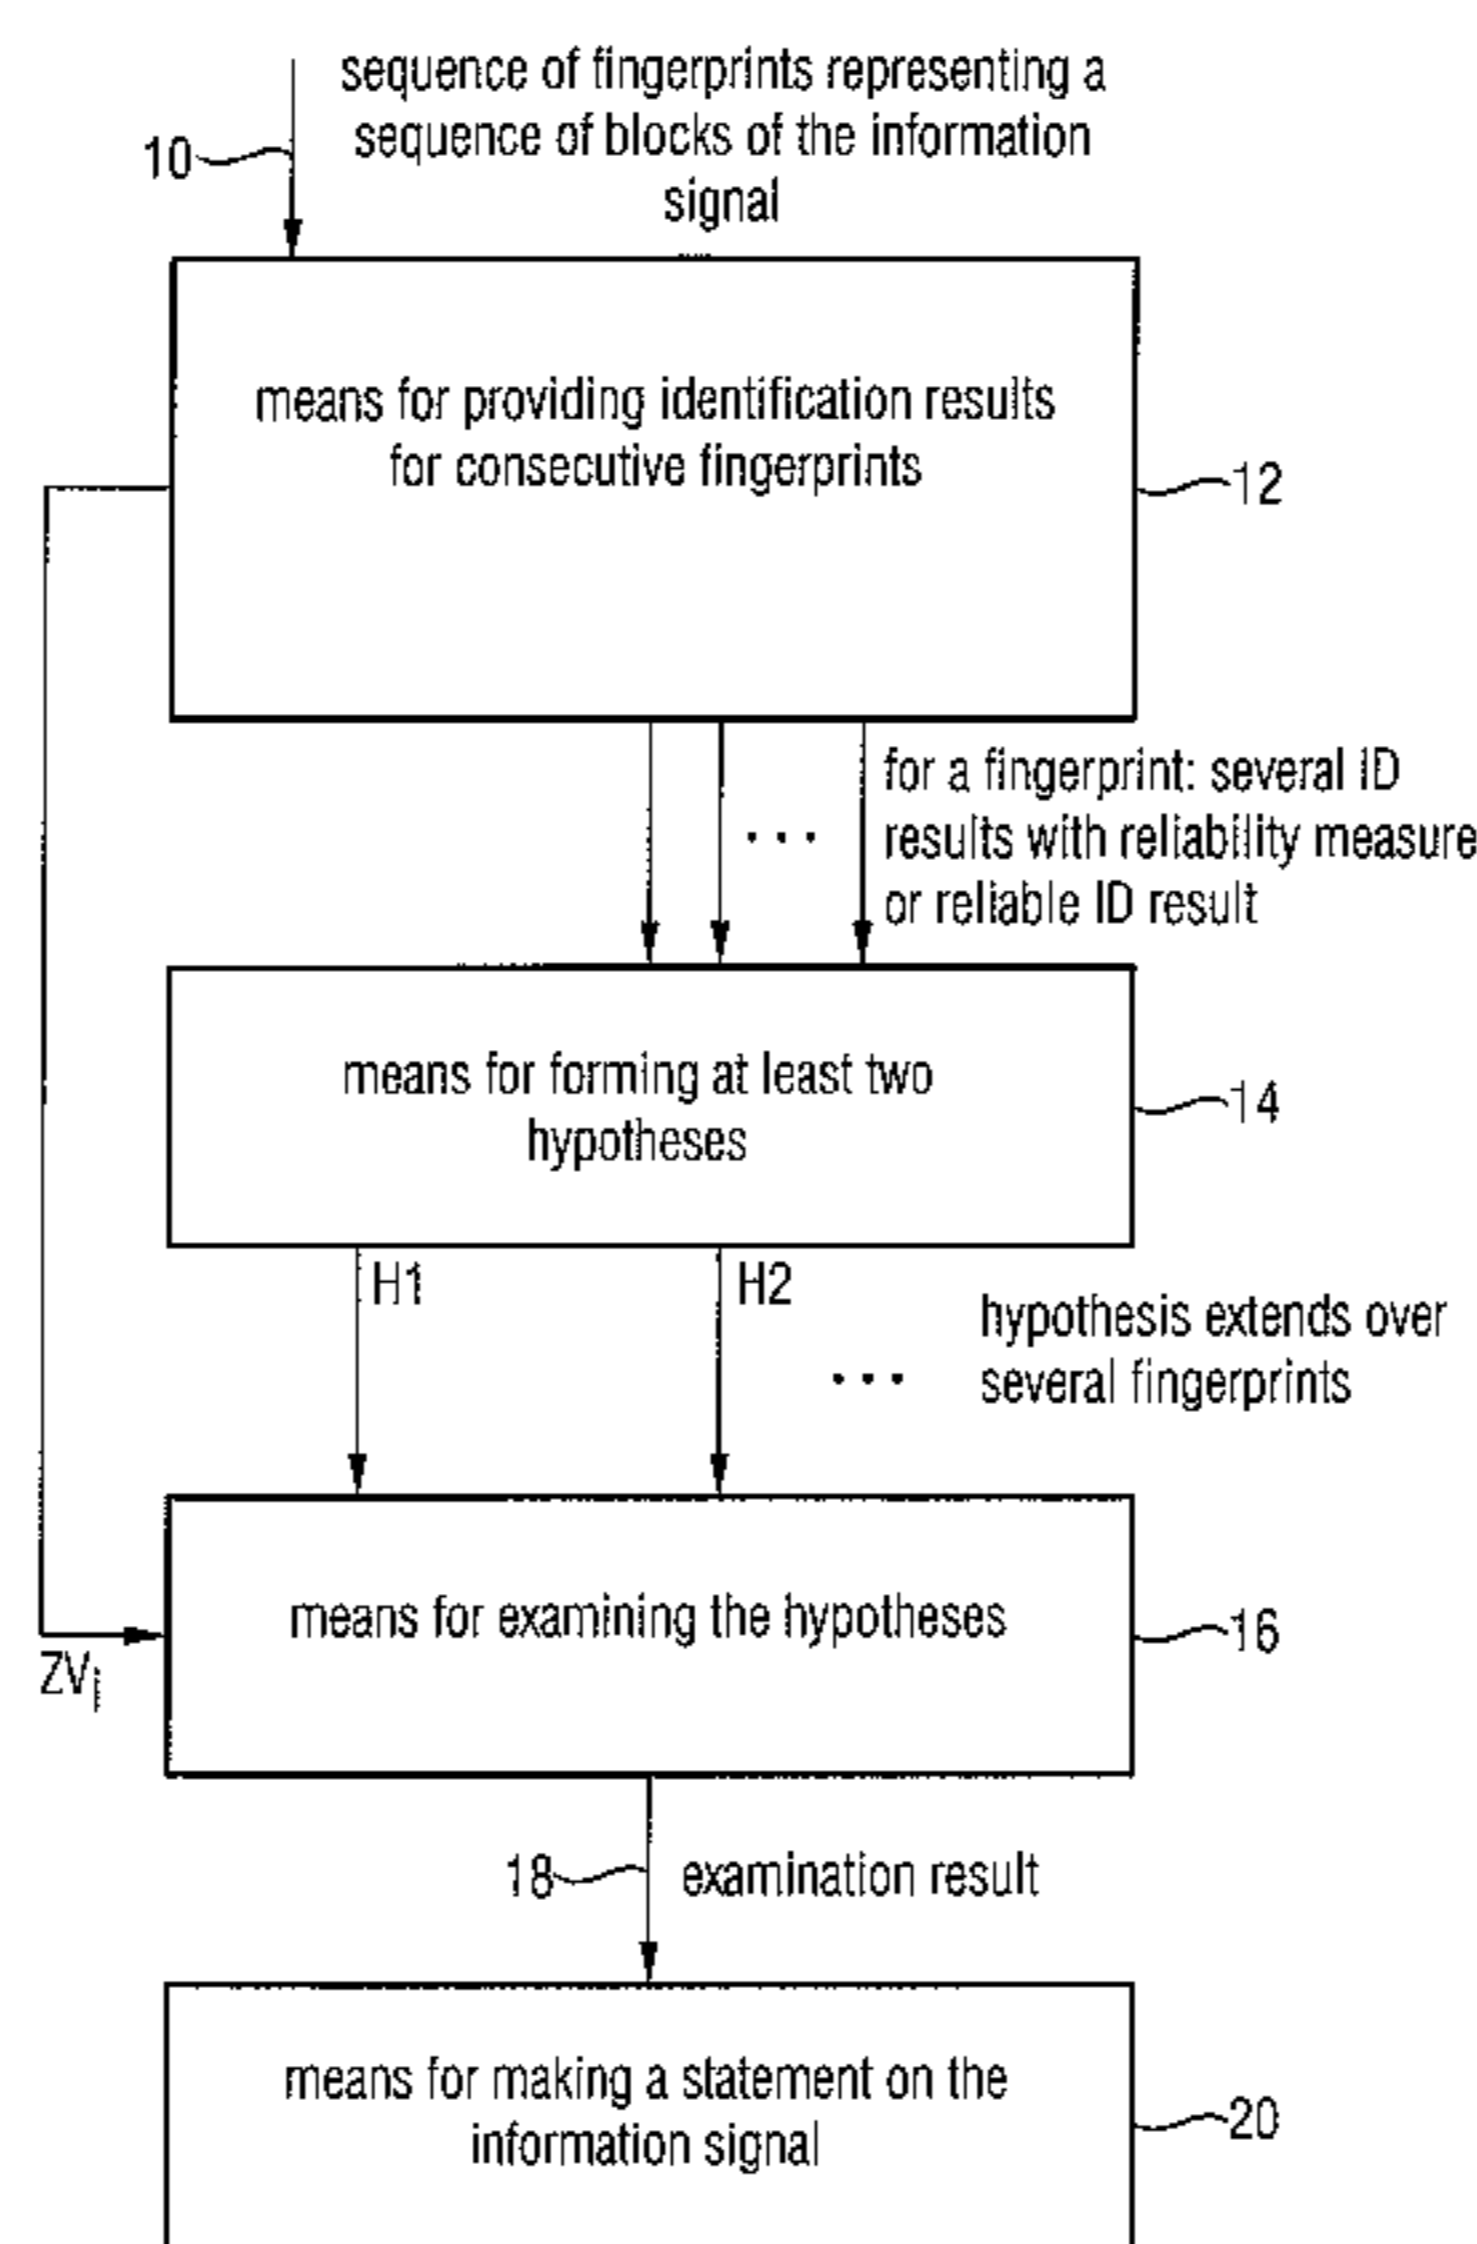 sequence of fingerprints representing a
sequence of blocks of the information
signal
10
means for providing identification results
for consecutive fingerprints
12
for a fingerprint: several ID
results with reliability measure
or reliable ID result
...
means for forming at least two
hypotheses
14
H1
H2
hypothesis extends over
several fingerprints
...
means for examining the hypotheses
16
ZVi
18
examination result
means for making a statement on the
information signal
20